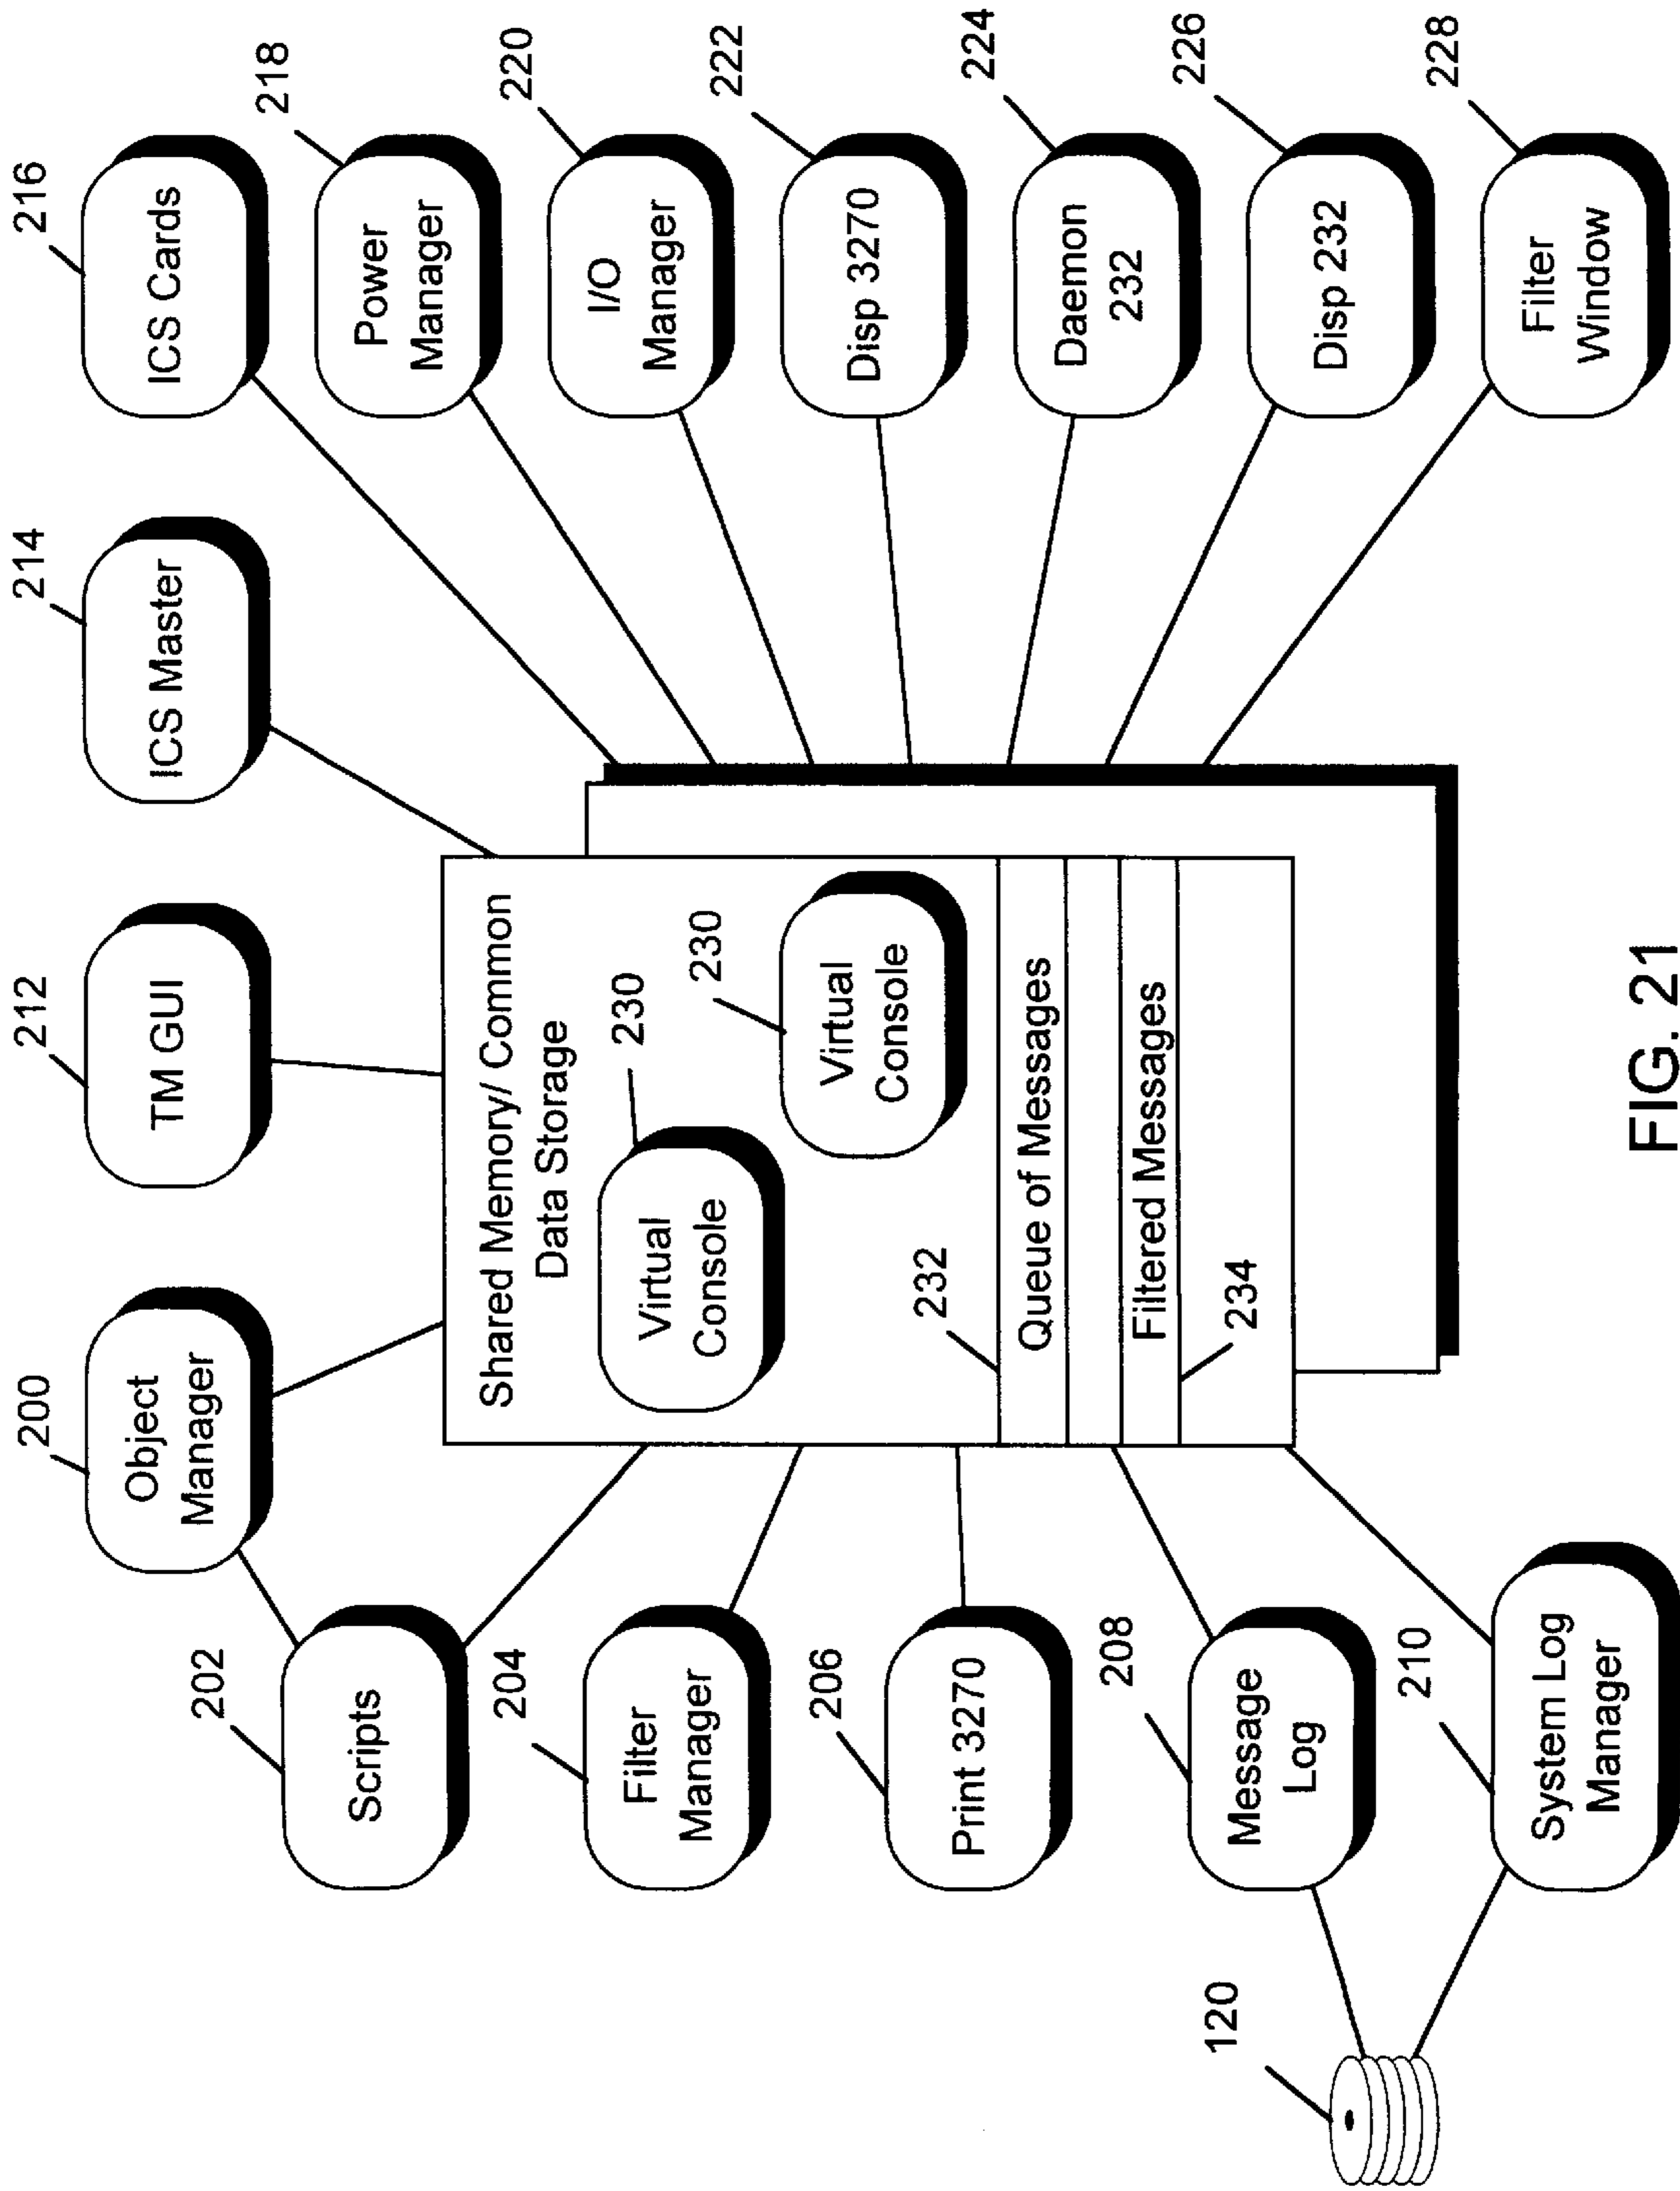 200
212
214
216
Object
Manager
TM GUI
ICS Master
ICS Cards
202
Scripts
218
Power
Manager
204
Filter
Manager
220
I/O
Manager
206
Print 3270
222
Disp 3270
208
Message
Log
224
Daemon
232
210
System Log
Manager
226
Disp 232
228
Filter
Window
120
Shared Memory/ Common
Data Storage
230
Virtual
Console
230
Virtual
Console
232
Queue of Messages
Filtered Messages
234
FIG. 21